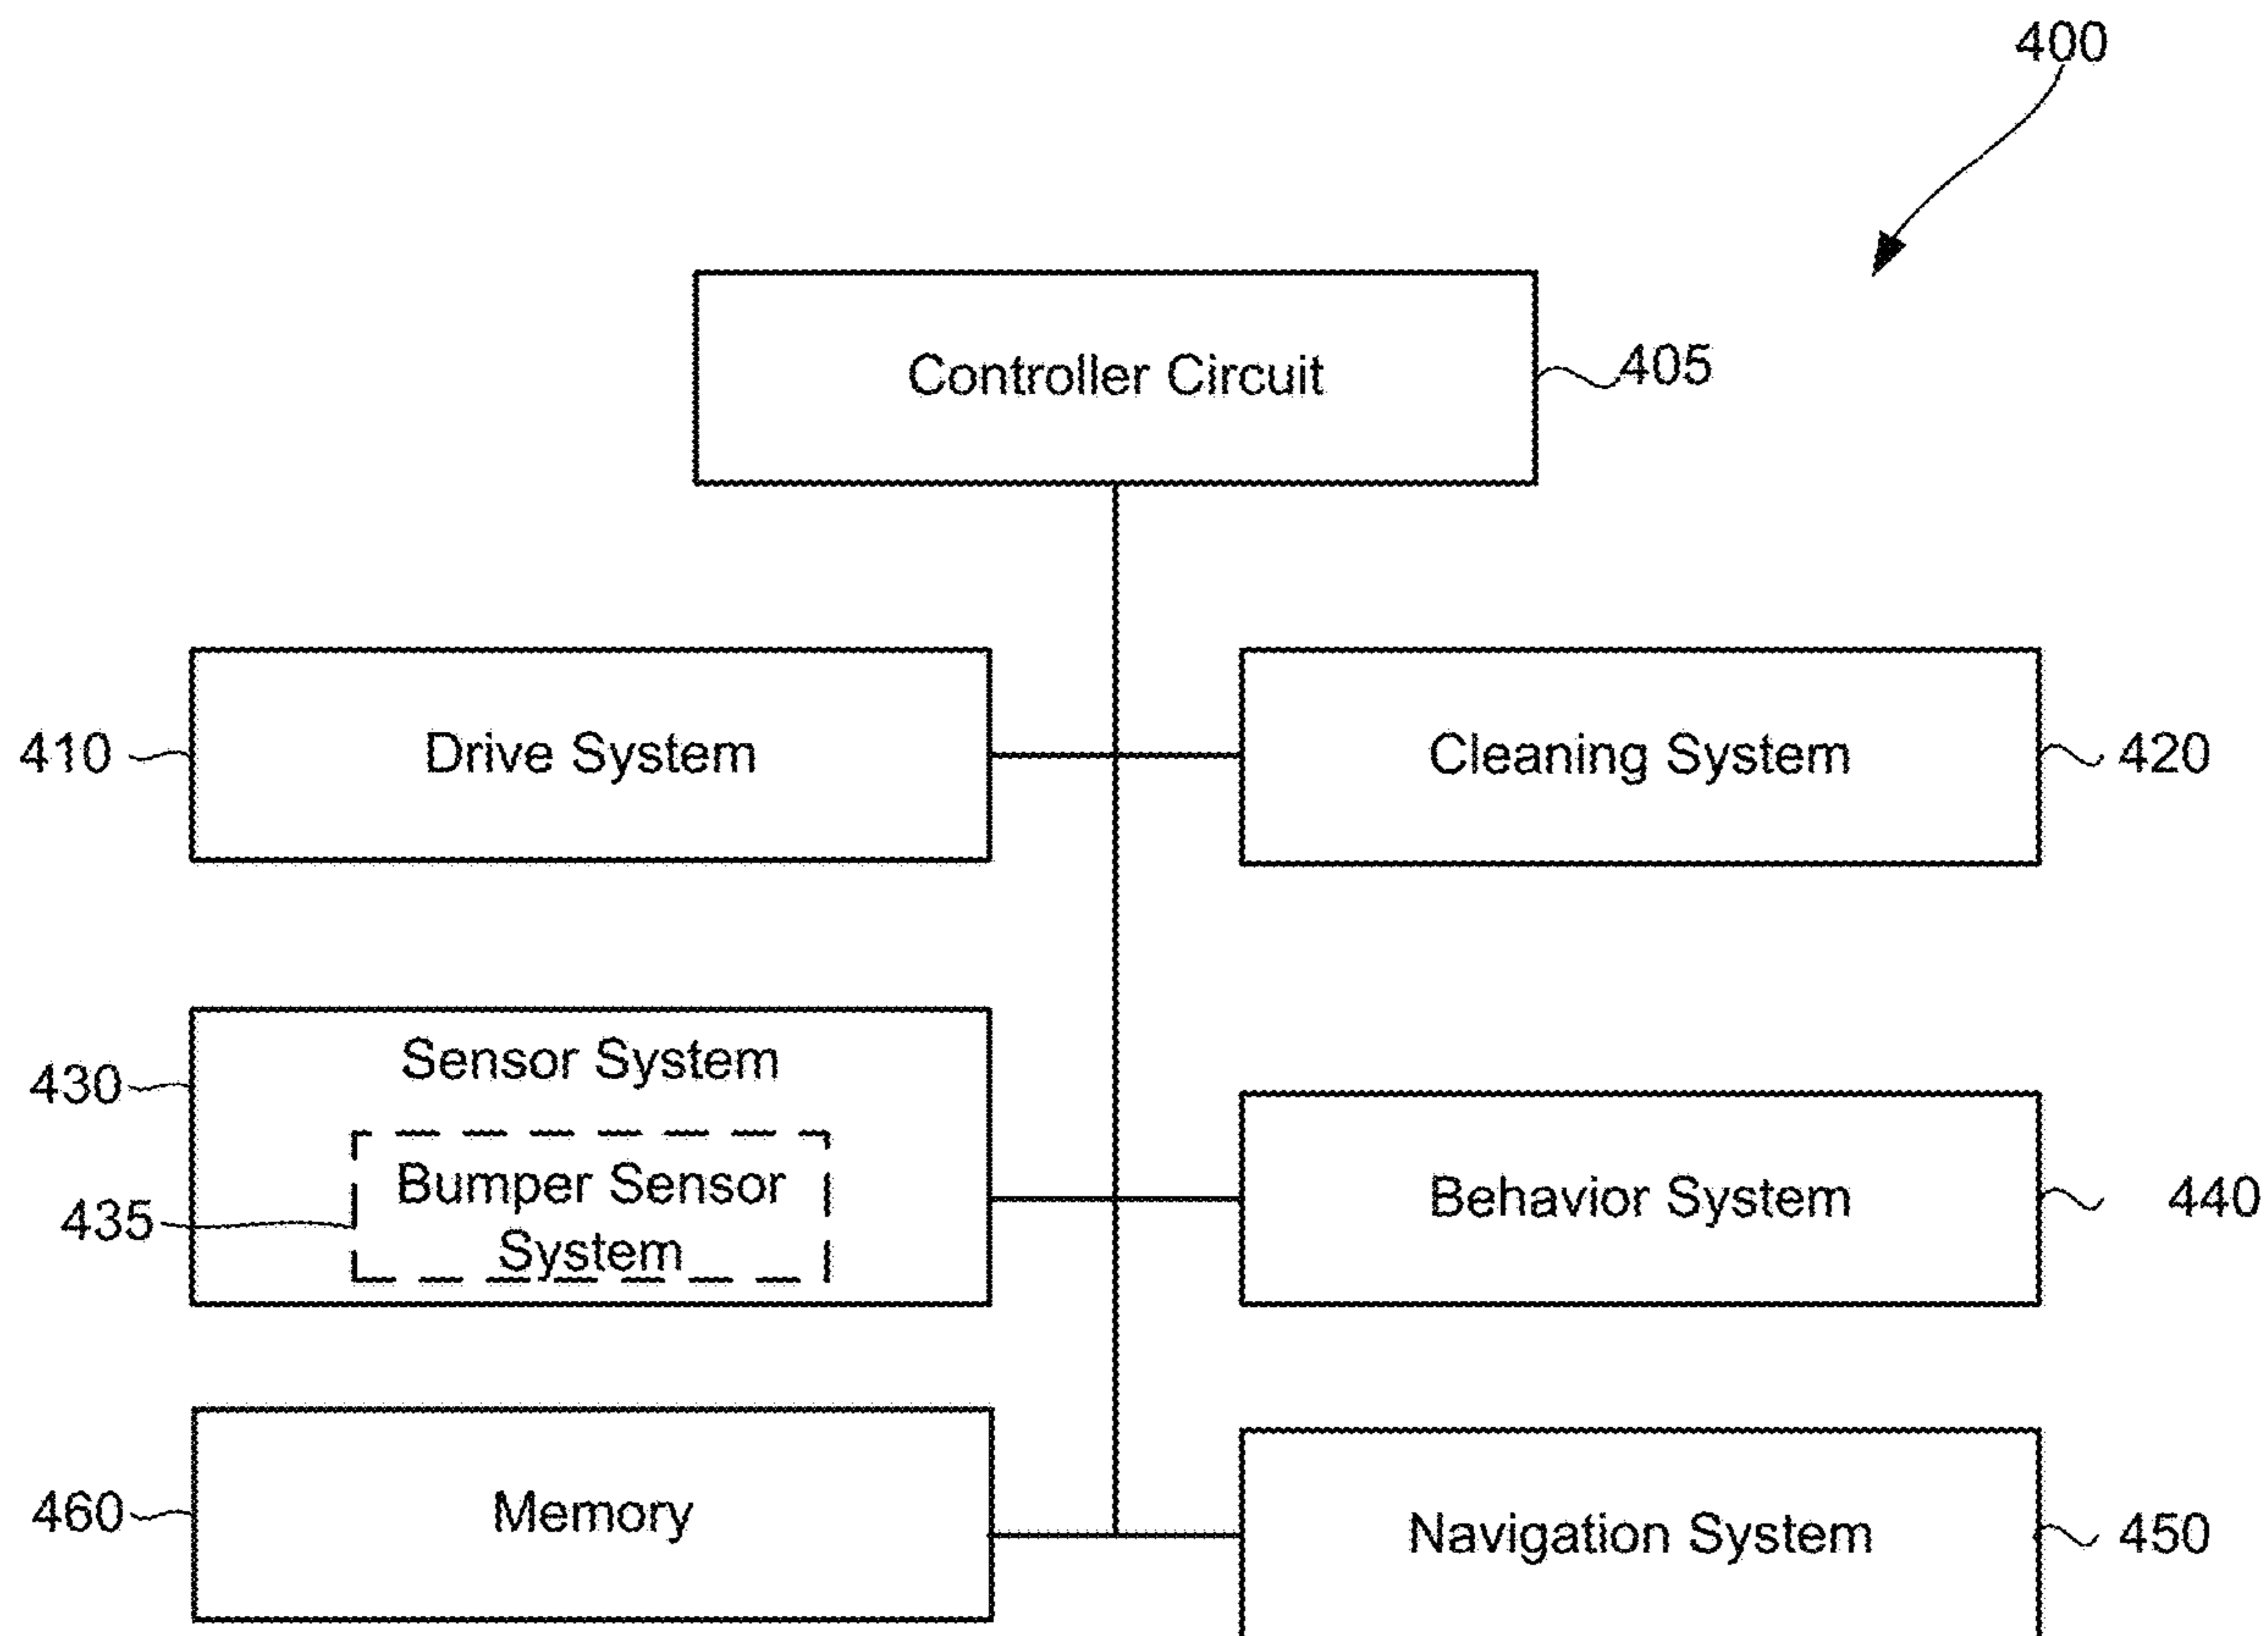 400
Controller Circuit
405
410
Drive System
Cleaning System
420
430
Sensor System
435
Bumper Sensor
System
Behavior System
440
460
Memory
Navigation System
450